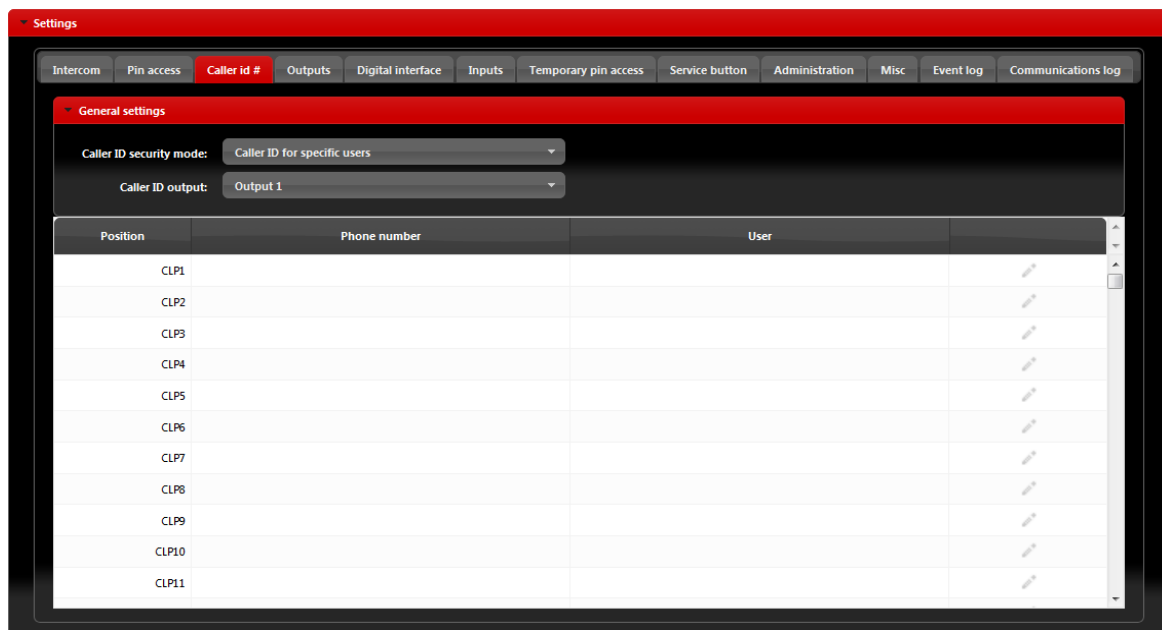 Settings
Intercom Pin access Caller id # Outputs Digital interface Inputs Temporary pin access Service button Administration Misc Event log Communications log
General settings
Caller ID security mode: Caller ID for specific users
Caller ID output: Output 1
Position Phone number User
CLP1
CLP2
CLP3
CLP4
CLP5
CLP6
CLP7
CLP8
CLP9
CLP10
CLP11